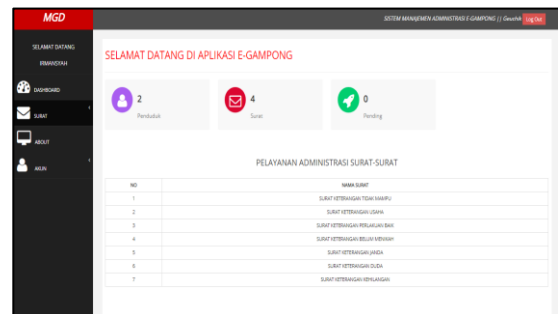 MGD
SISTEM MANAJEMEN ADMINISTRASI E-GAMPONG || Geuchik Log Out
SELAMAT DATANG
IRMANSYAH
DASHBOARD
SURAT
ABOUT
AKUN
SELAMAT DATANG DI APLIKASI E-GAMPONG
2
Penduduk
4
Surat
0
Pending
PELAYANAN ADMINISTRASI SURAT-SURAT
NO NAMA SURAT
1 SURAT KETERANGAN TIDAK MAMPU
2 SURAT KETERANGAN USAHA
3 SURAT KETERANGAN PERLAKUAN BAIK
4 SURAT KETERANGAN BELUM MENIKAH
5 SURAT KETERANGAN JANDA
6 SURAT KETERANGAN DUDA
7 SURAT KETERANGAN KEHILANGAN